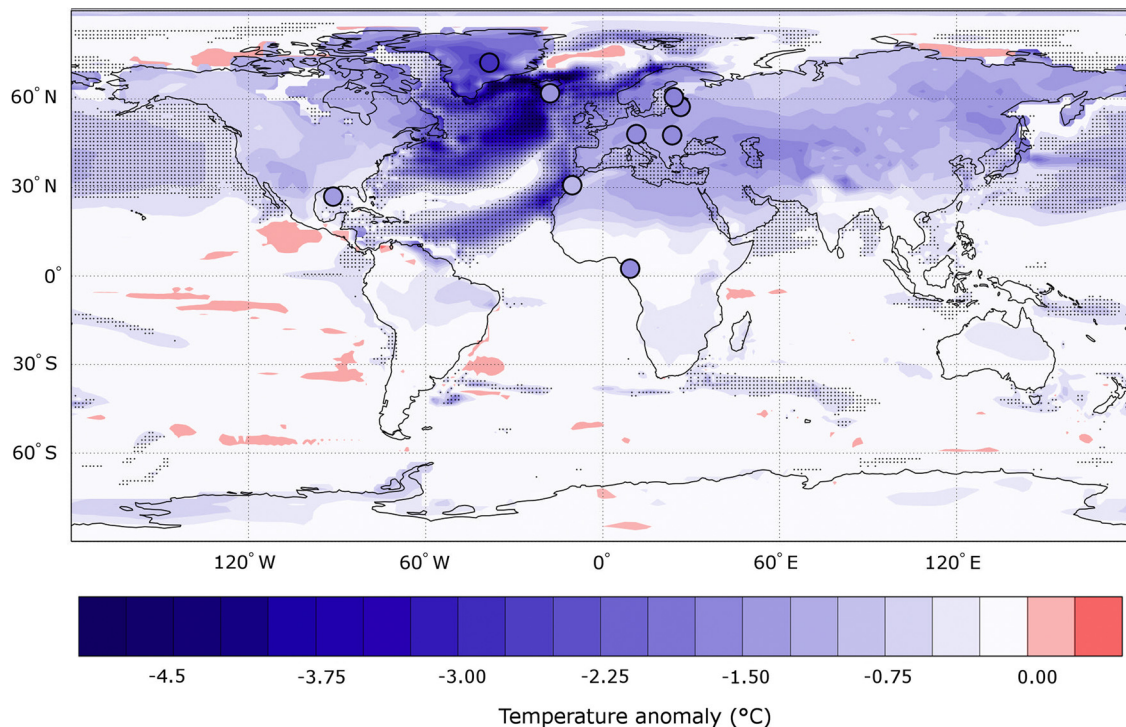 60° N
30° N
0°
30° S
60° S
120° W 60° W 0° 60° E 120° E
-4.5 -3.75 -3.00 -2.25 -1.50 -0.75 0.00
Temperature anomaly (°C)